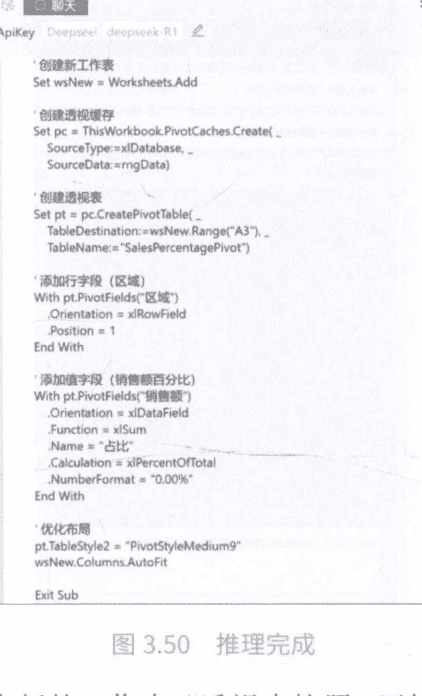 聊天
ApiKey Deepseel deepseek-R1
' 创建新工作表
Set wsNew = Worksheets.Add
' 创建透视缓存
Set pc = ThisWorkbook.PivotCaches.Create( _
SourceType:=xlDatabase, _
SourceData:=rngData)
' 创建透视表
Set pt = pc.CreatePivotTable( _
TableDestination:=wsNew.Range("A3"), _
TableName:="SalesPercentagePivot")
' 添加行字段（区域）
With pt.PivotFields("区域")
.Orientation = xlRowField
.Position = 1
End With
' 添加值字段（销售额百分比）
With pt.PivotFields("销售额")
.Orientation = xlDataField
.Function = xlSum
.Name = "占比"
.Calculation = xlPercentOfTotal
.NumberFormat = "0.00%"
End With
' 优化布局
pt.TableStyle2 = "PivotStyleMedium9"
wsNew.Columns.AutoFit
Exit Sub
图 3.50 推理完成